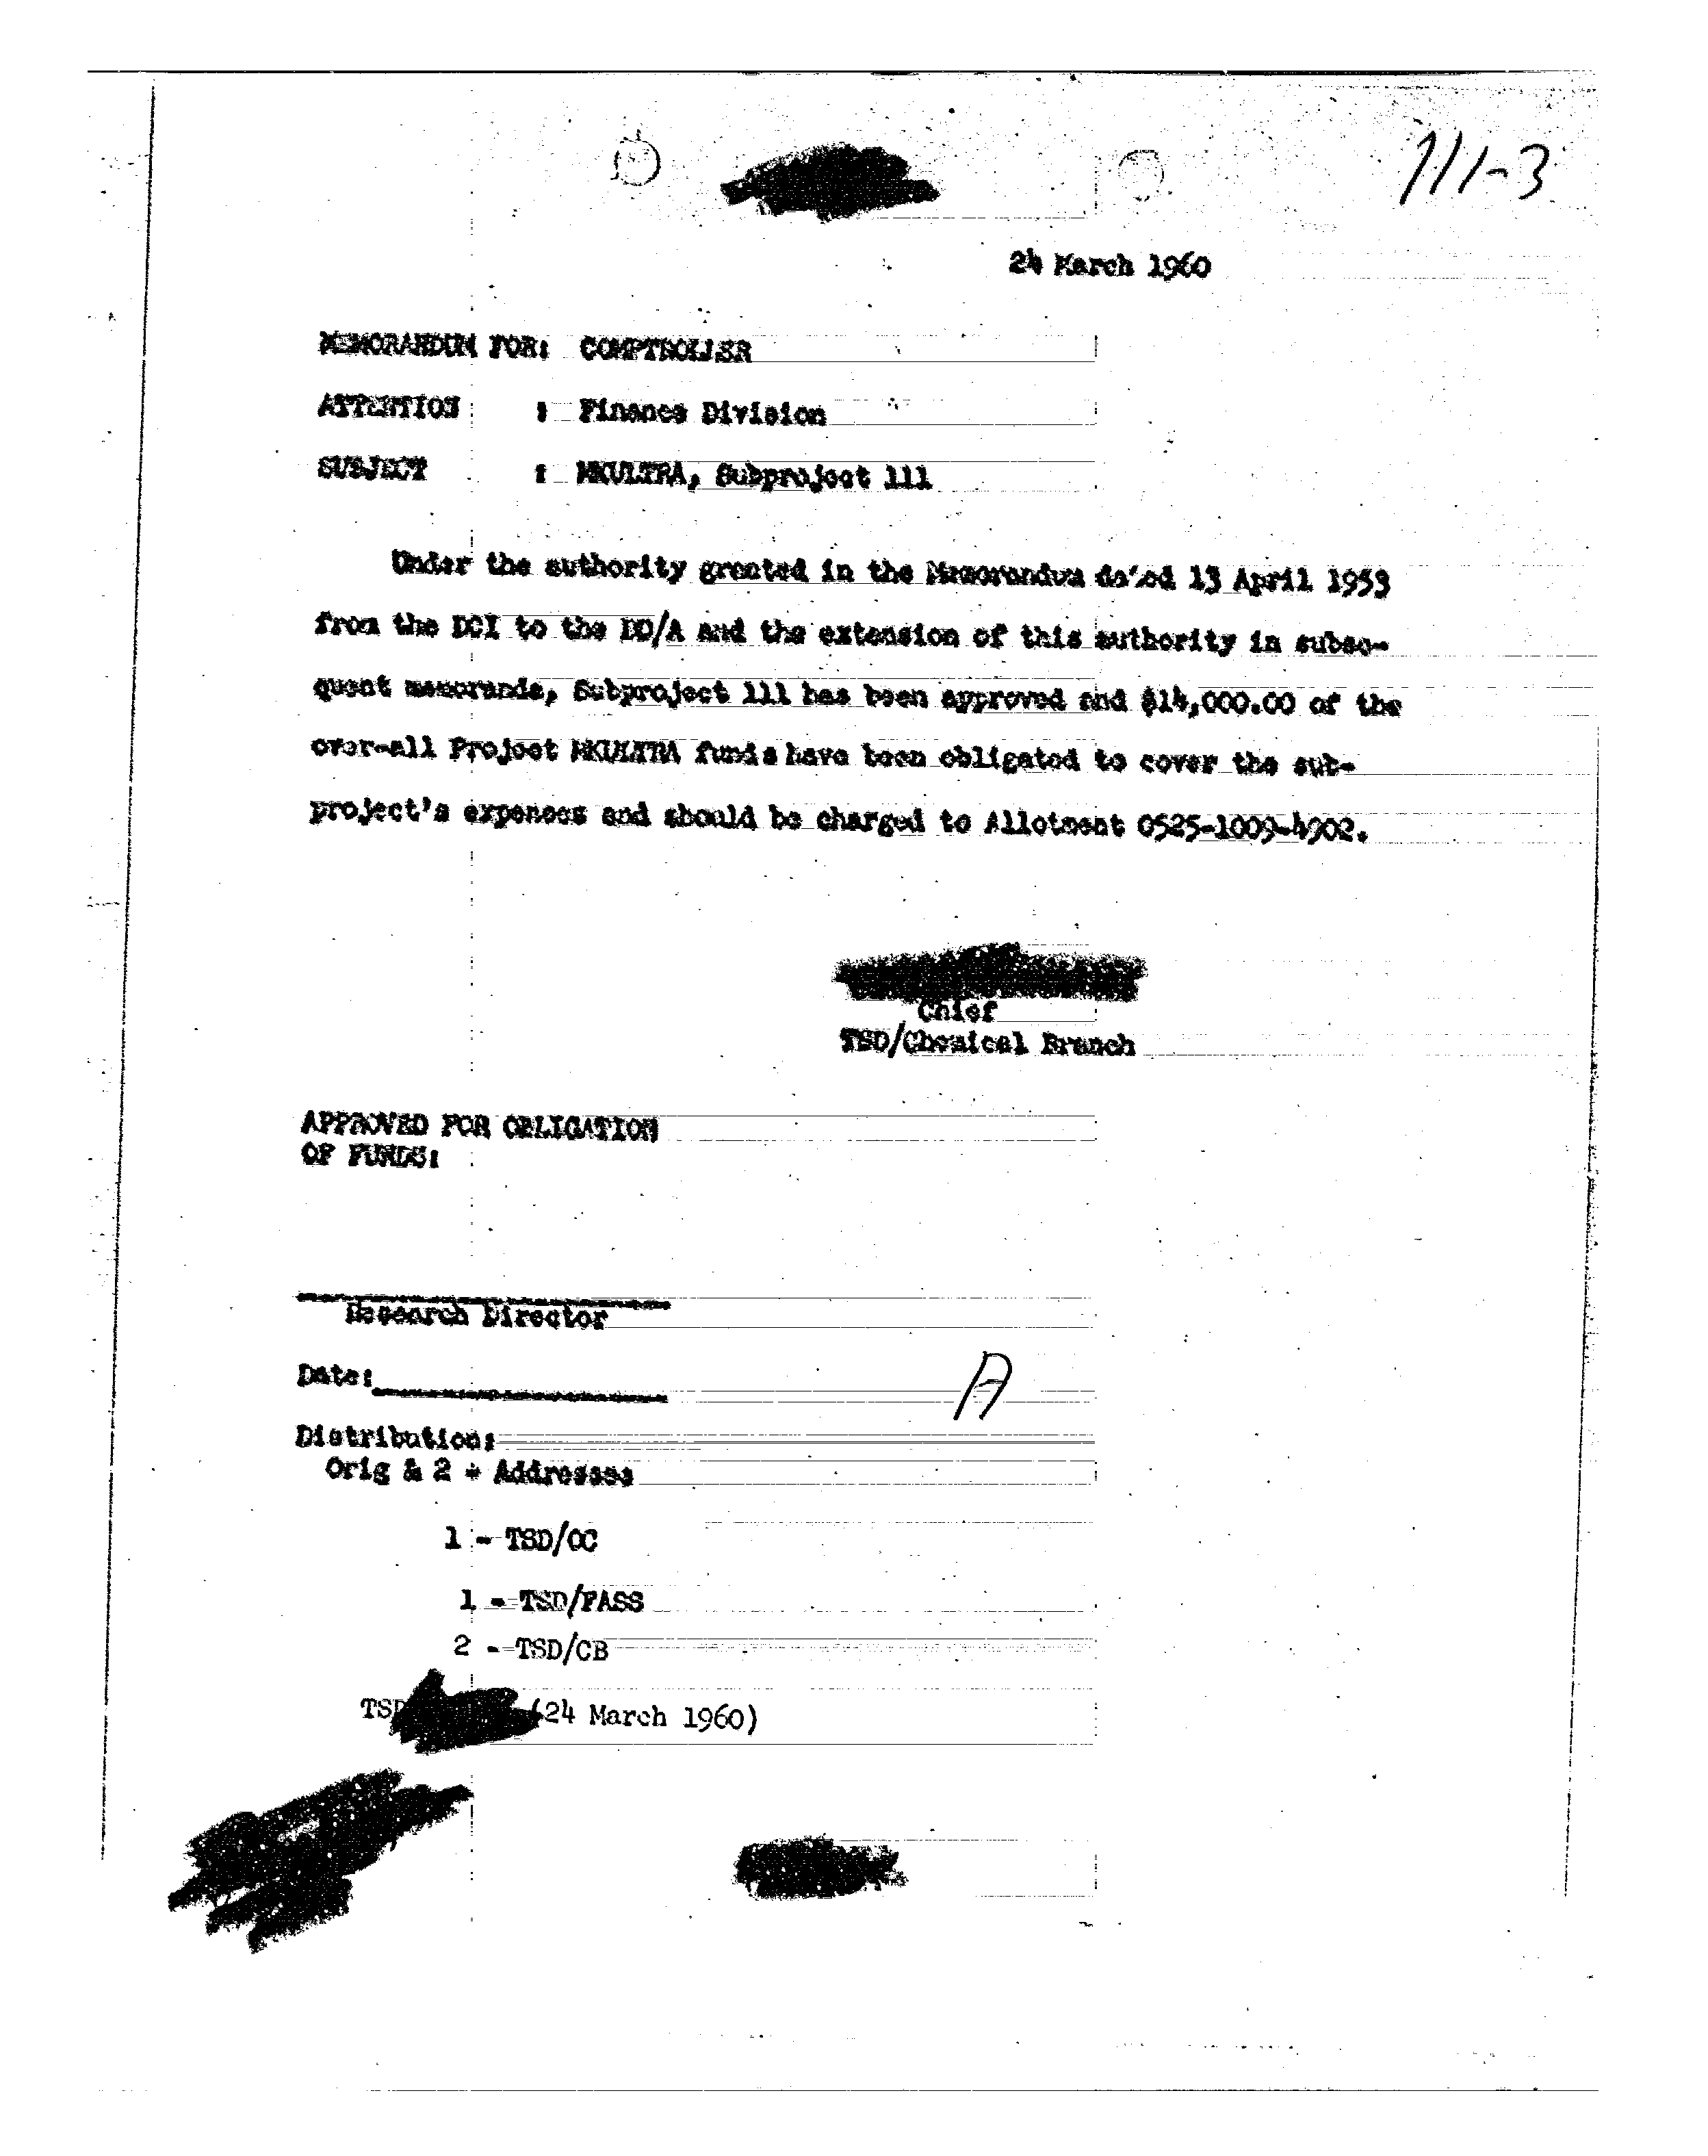 111-3
24 March 1960
MEMORANDUM FOR: COMPTROLLER
ATTENTION : Finance Division
SUBJECT : MKULTRA, Subproject 111
Under the authority granted in the Memorandum dated 13 April 1953
from the DCI to the DD/A and the extension of this authority in subse-
quent memoranda, Subproject 111 has been approved and $14,000.00 of the
over-all Project MKULTRA funds have been obligated to cover the sub-
project's expenses and should be charged to Allotment 0525-1009-4902.
Chief
TSD/Chemical Branch
APPROVED FOR OBLIGATION
OF FUNDS:
Research Director
Date:
A
Distribution:
Orig & 2 - Addressee
1 - TSD/OC
1 - TSD/FASS
2 - TSD/CB
TSD (24 March 1960)